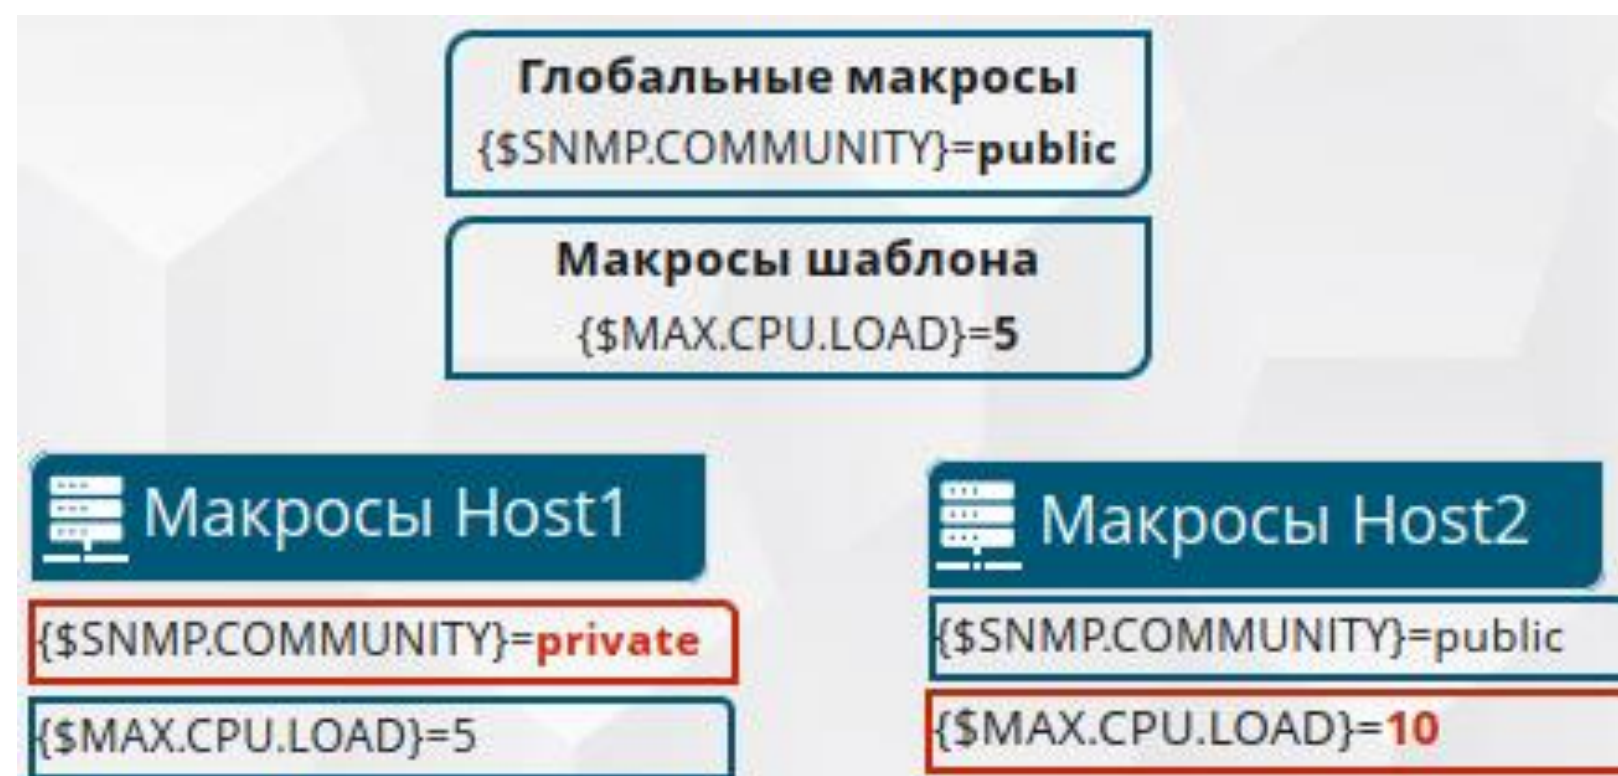 Глобальные макросы
{$SNMP.COMMUNITY}=public
Макросы шаблона
{$MAX.CPU.LOAD}=5
Макросы Host1
{$SNMP.COMMUNITY}=private
{$MAX.CPU.LOAD}=5
Макросы Host2
{$SNMP.COMMUNITY}=public
{$MAX.CPU.LOAD}=10